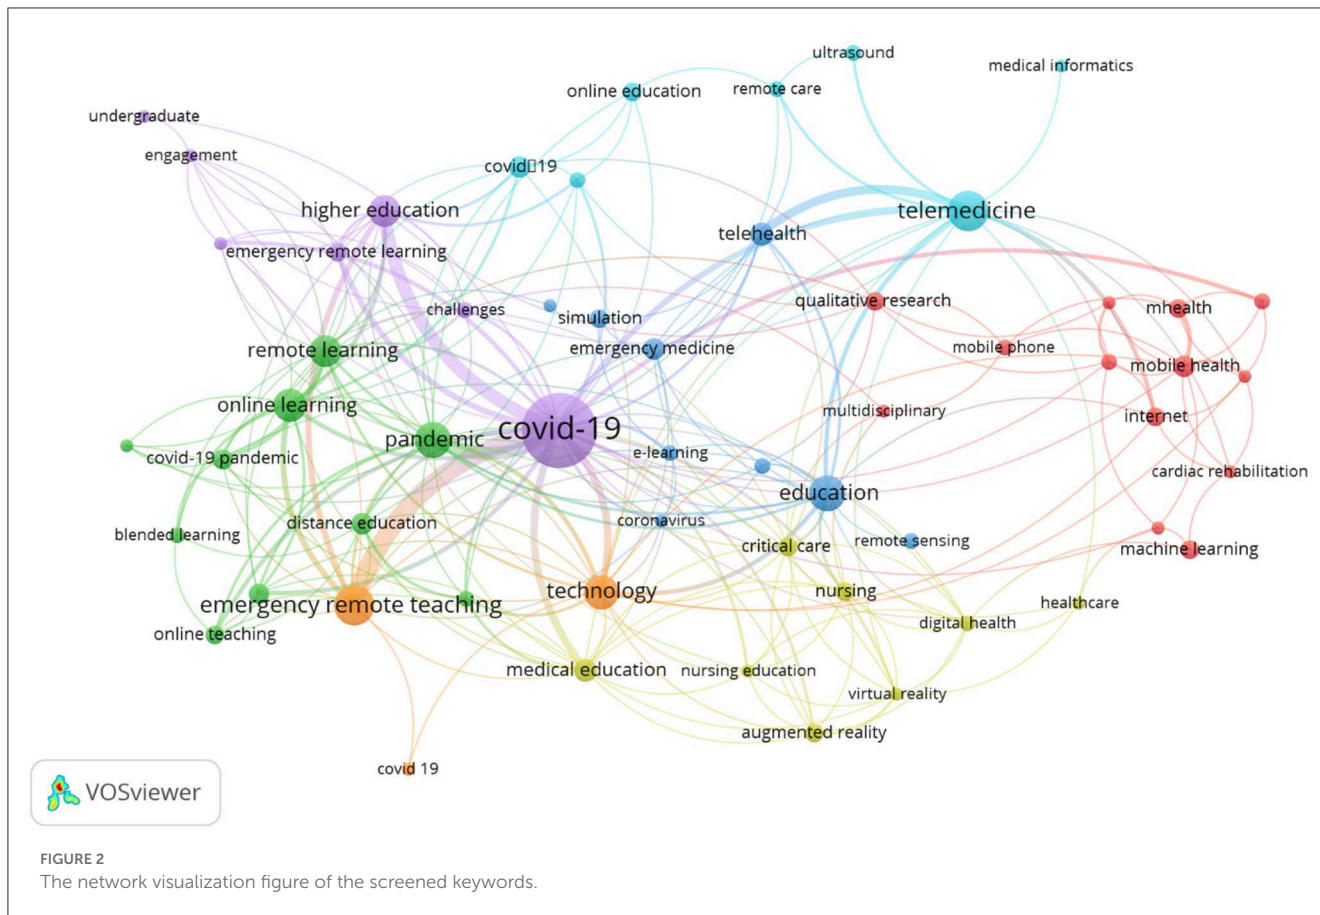 ultrasound
medical informatics
online education
remote care
undergraduate
engagement
covid▯19
higher education
telemedicine
telehealth
emergency remote learning
qualitative research
challenges
simulation
mhealth
emergency medicine
mobile phone
remote learning
mobile health
online learning
multidisciplinary
internet
covid-19
pandemic
e-learning
covid-19 pandemic
cardiac rehabilitation
education
coronavirus
distance education
blended learning
critical care
remote sensing
machine learning
technology
nursing
emergency remote teaching
healthcare
digital health
online teaching
medical education
nursing education
virtual reality
augmented reality
covid 19
VOSviewer
FIGURE 2
The network visualization figure of the screened keywords.